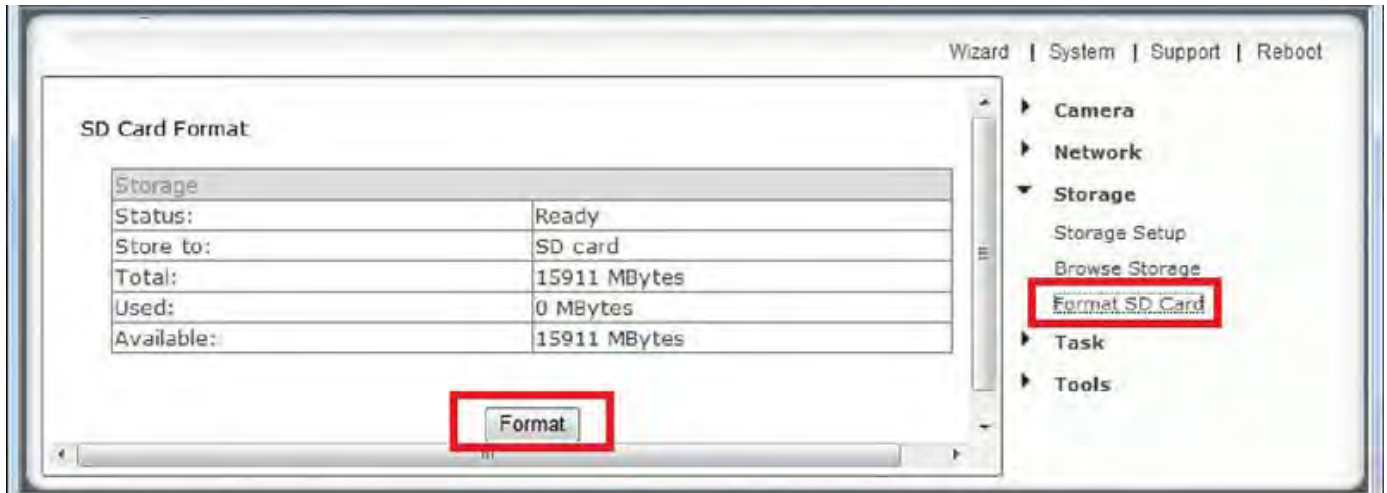 Wizard | System | Support | Reboot
SD Card Format
Storage
Status: Ready
Store to: SD card
Total: 15911 MBytes
Used: 0 MBytes
Available: 15911 MBytes
Format
Camera
Network
Storage
Storage Setup
Browse Storage
Format SD Card
Task
Tools